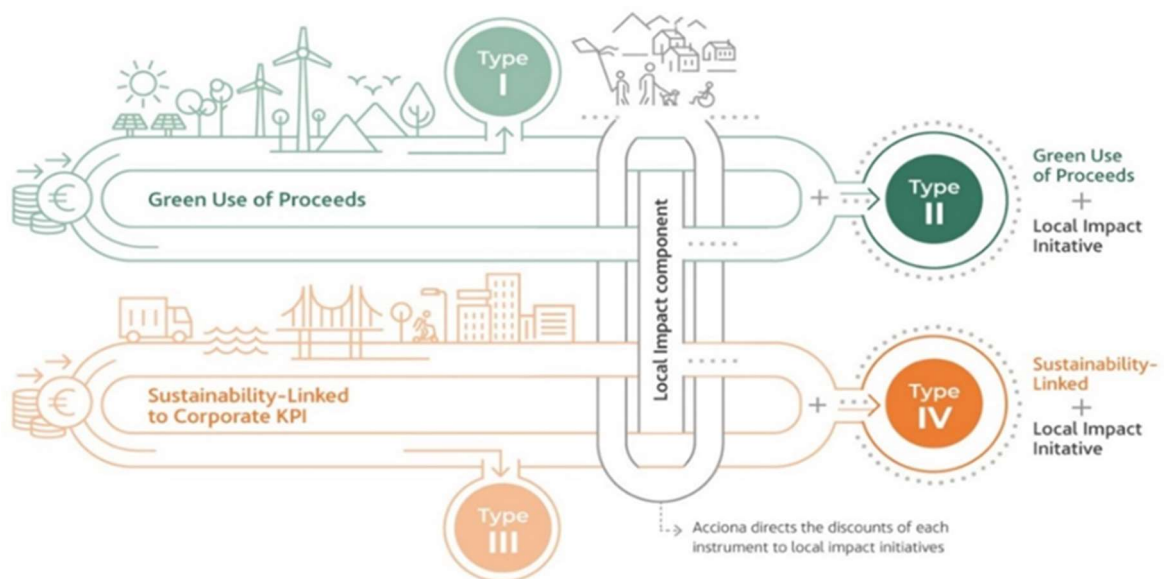 Type
I
Green Use of Proceeds
Local Impact component
+
Type
II
Green Use
of Proceeds
+
Local Impact
Initative
€
€
Sustainability-Linked
to Corporate KPI
+
Type
IV
Sustainability-
Linked
+
Local Impact
Initative
Type
III
Acciona directs the discounts of each
instrument to local impact initiatives